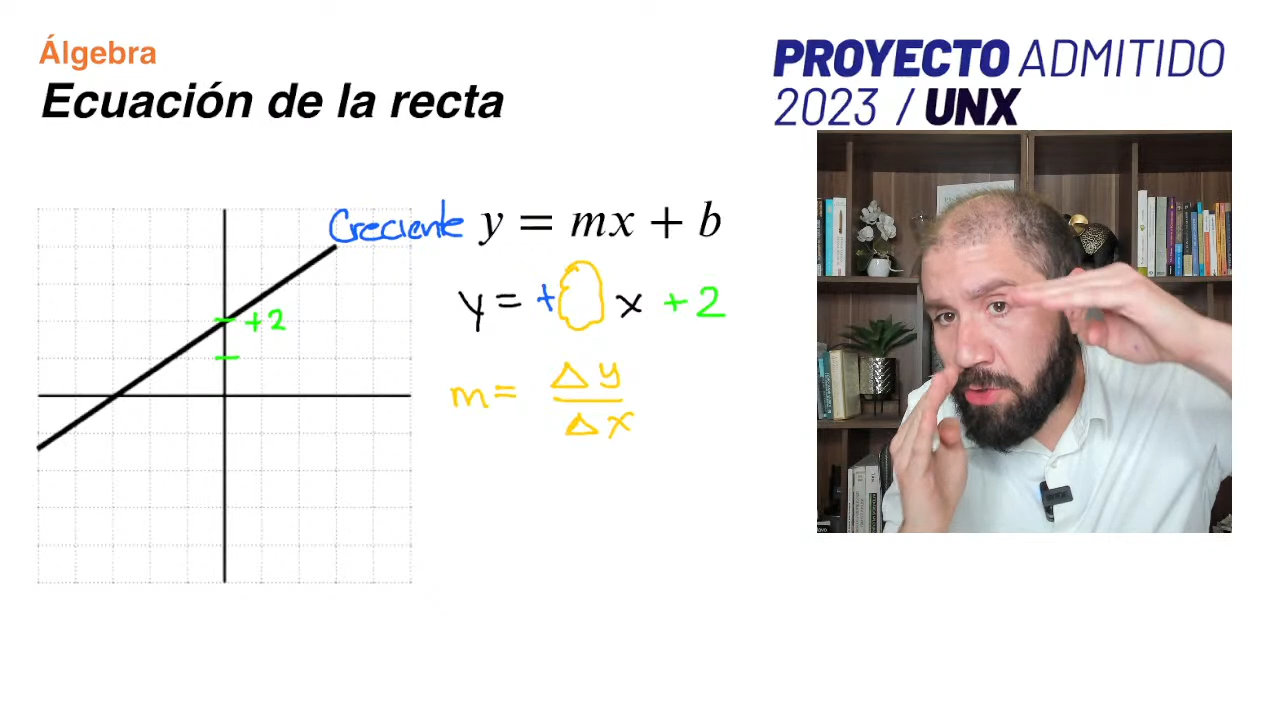 Álgebra
Ecuación de la recta
PROYECTO ADMITIDO
2023 / UNX
Creciente
y = mx + b
y = + x + 2
+2
m = Δy / Δx